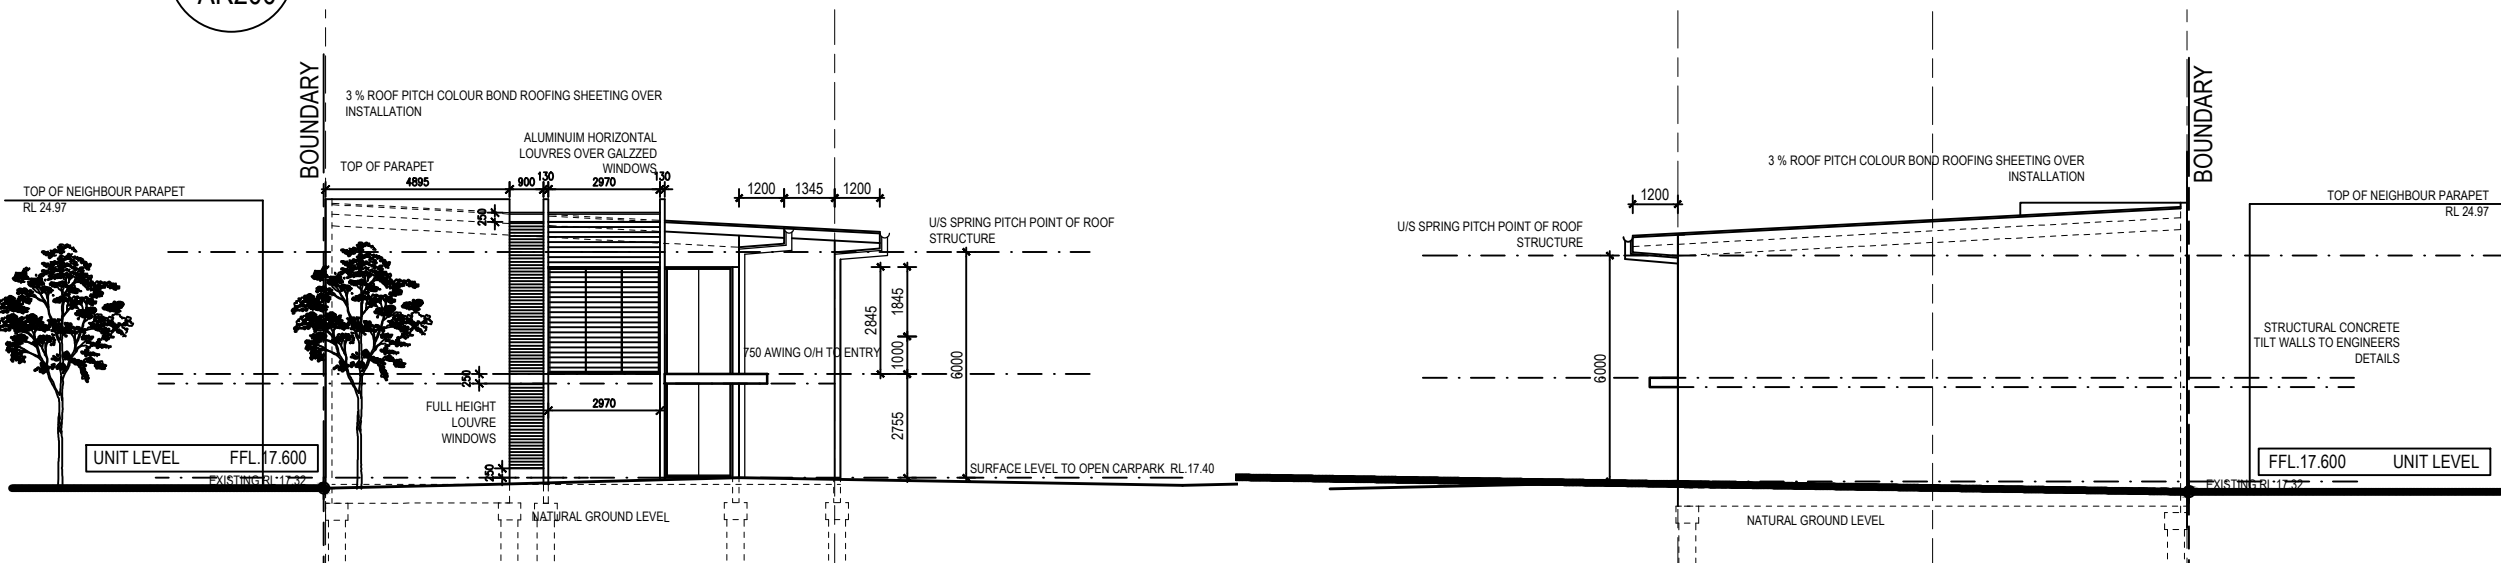 BOUNDARY
3 % ROOF PITCH COLOUR BOND ROOFING SHEETING OVER
INSTALLATION
ALUMINUIM HORIZONTAL
LOUVRES OVER GALZZED
WINDOWS
TOP OF PARAPET
4895
900
130
2970
130
1200
1345
1200
TOP OF NEIGHBOUR PARAPET
RL 24.97
250
U/S SPRING PITCH POINT OF ROOF
STRUCTURE
2845
1845
1000
6000
2755
750 AWING O/H TO ENTRY
250
2970
FULL HEIGHT
LOUVRE
WINDOWS
250
UNIT LEVEL FFL.17.600
EXISTING RL:17.32
SURFACE LEVEL TO OPEN CARPARK RL.17.40
NATURAL GROUND LEVEL
BOUNDARY
3 % ROOF PITCH COLOUR BOND ROOFING SHEETING OVER
INSTALLATION
1200
TOP OF NEIGHBOUR PARAPET
RL 24.97
U/S SPRING PITCH POINT OF ROOF
STRUCTURE
6000
STRUCTURAL CONCRETE
TILT WALLS TO ENGINEERS
DETAILS
FFL.17.600 UNIT LEVEL
EXISTING RL:17.32
NATURAL GROUND LEVEL